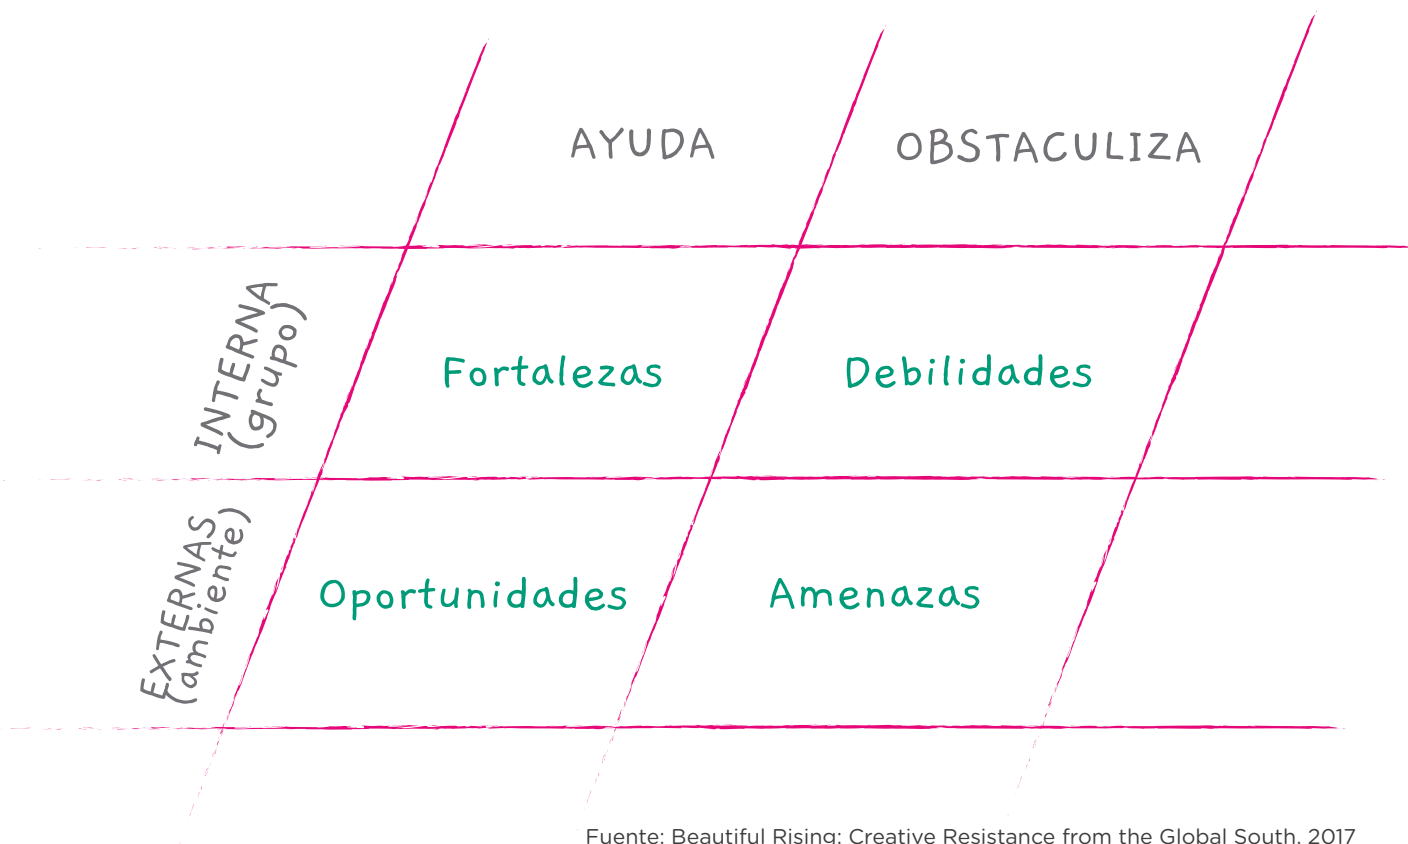 AYUDA
OBSTACULIZA
INTERNA
(grupo)
Fortalezas
Debilidades
EXTERNAS
(ambiente)
Oportunidades
Amenazas
Fuente: Beautiful Rising: Creative Resistance from the Global South. 2017